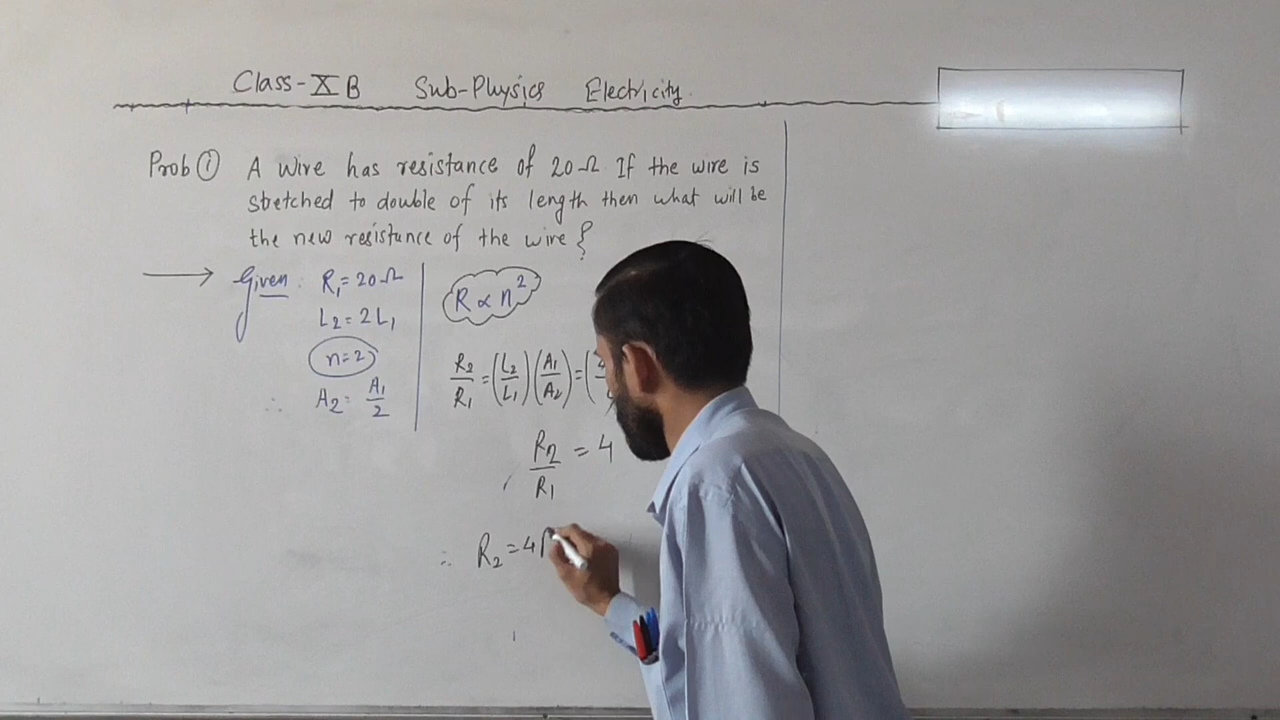 Class-X B Sub-Physics Electricity
Prob ① A wire has resistance of 20Ω If the wire is
stretched to double of its length then what will be
the new resistance of the wire ?
→ Given : R₁ = 20Ω
L₂ = 2L₁
n=2
∴ A₂ = A₁/2
R ∝ n²
R₂/R₁ = (L₂/L₁)(A₁/A₂) = (
R₂/R₁ = 4
∴ R₂ = 4